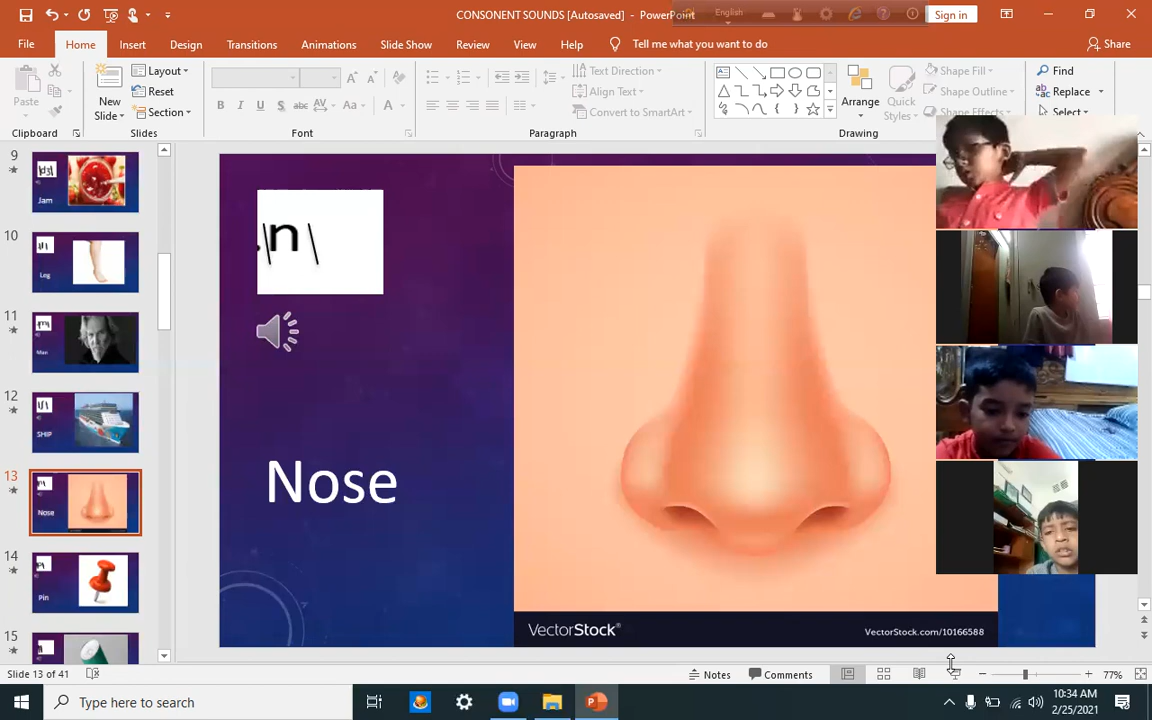 CONSONENT SOUNDS [Autosaved] - PowerPoint
English
Sign in
File Home Insert Design Transitions Animations Slide Show Review View Help Tell me what you want to do Share
Paste
New Slide
Layout
Reset
Section
B I U S abc AV Aa A
Text Direction
Align Text
Convert to SmartArt
Arrange
Quick Styles
Shape Fill
Shape Outline
Shape Effects
Find
Replace
Select
Clipboard Slides Font Paragraph Drawing
9
Jam
10
Leg
11
Man
12
SHIP
13
Nose
14
Pin
15
\n\
Nose
VectorStock®
VectorStock.com/10166588
Slide 13 of 41
Notes Comments 77%
Type here to search
10:34 AM
2/25/2021